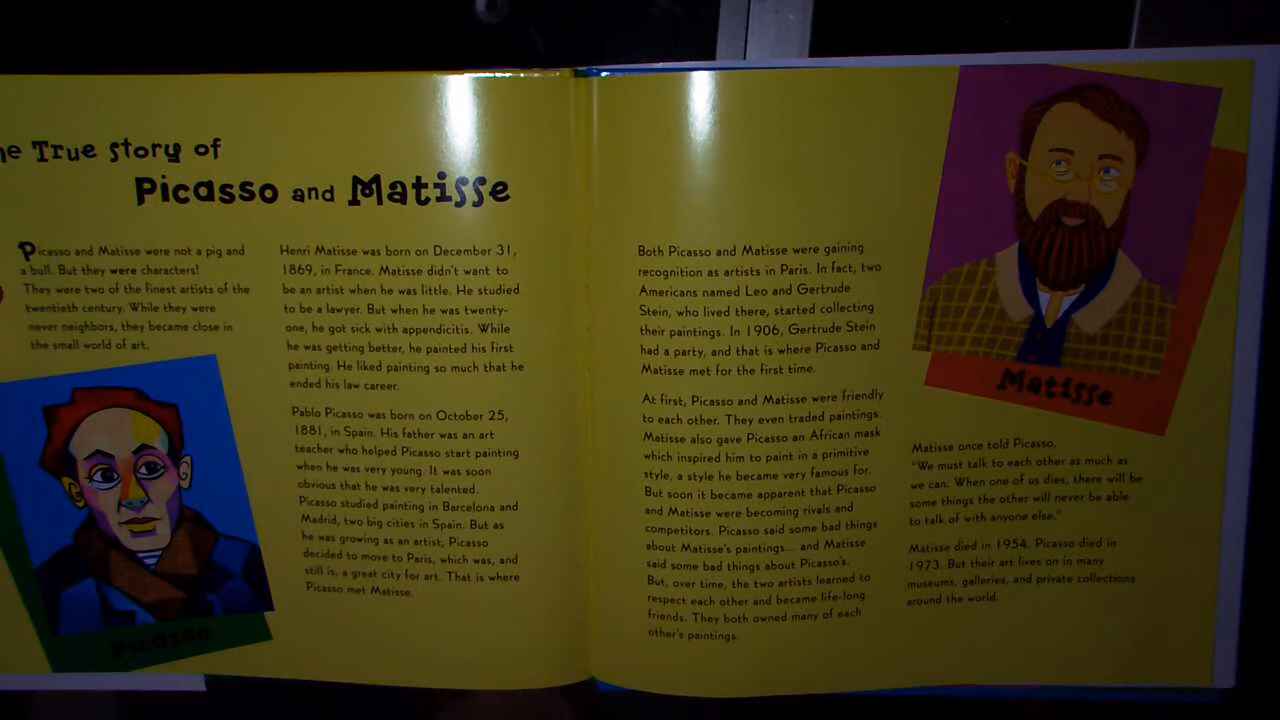 he True story of
Picasso and Matisse
Picasso and Matisse were not a pig and
a bull. But they were characters!
They were two of the finest artists of the
twentieth century. While they were
never neighbors, they became close in
the small world of art.
Picasso
Henri Matisse was born on December 31,
1869, in France. Matisse didn't want to
be an artist when he was little. He studied
to be a lawyer. But when he was twenty-
one, he got sick with appendicitis. While
he was getting better, he painted his first
painting. He liked painting so much that he
ended his law career.
Pablo Picasso was born on October 25,
1881, in Spain. His father was an art
teacher who helped Picasso start painting
when he was very young. It was soon
obvious that he was very talented.
Picasso studied painting in Barcelona and
Madrid, two big cities in Spain. But as
he was growing as an artist, Picasso
decided to move to Paris, which was, and
still is, a great city for art. That is where
Picasso met Matisse.
Both Picasso and Matisse were gaining
recognition as artists in Paris. In fact, two
Americans named Leo and Gertrude
Stein, who lived there, started collecting
their paintings. In 1906, Gertrude Stein
had a party, and that is where Picasso and
Matisse met for the first time.
At first, Picasso and Matisse were friendly
to each other. They even traded paintings.
Matisse also gave Picasso an African mask
which inspired him to paint in a primitive
style, a style he became very famous for.
But soon it became apparent that Picasso
and Matisse were becoming rivals and
competitors. Picasso said some bad things
about Matisse's paintings... and Matisse
said some bad things about Picasso's.
But, over time, the two artists learned to
respect each other and became life-long
friends. They both owned many of each
other's paintings.
Matisse
Matisse once told Picasso,
"We must talk to each other as much as
we can. When one of us dies, there will be
some things the other will never be able
to talk of with anyone else."
Matisse died in 1954. Picasso died in
1973. But their art lives on in many
museums, galleries, and private collections
around the world.